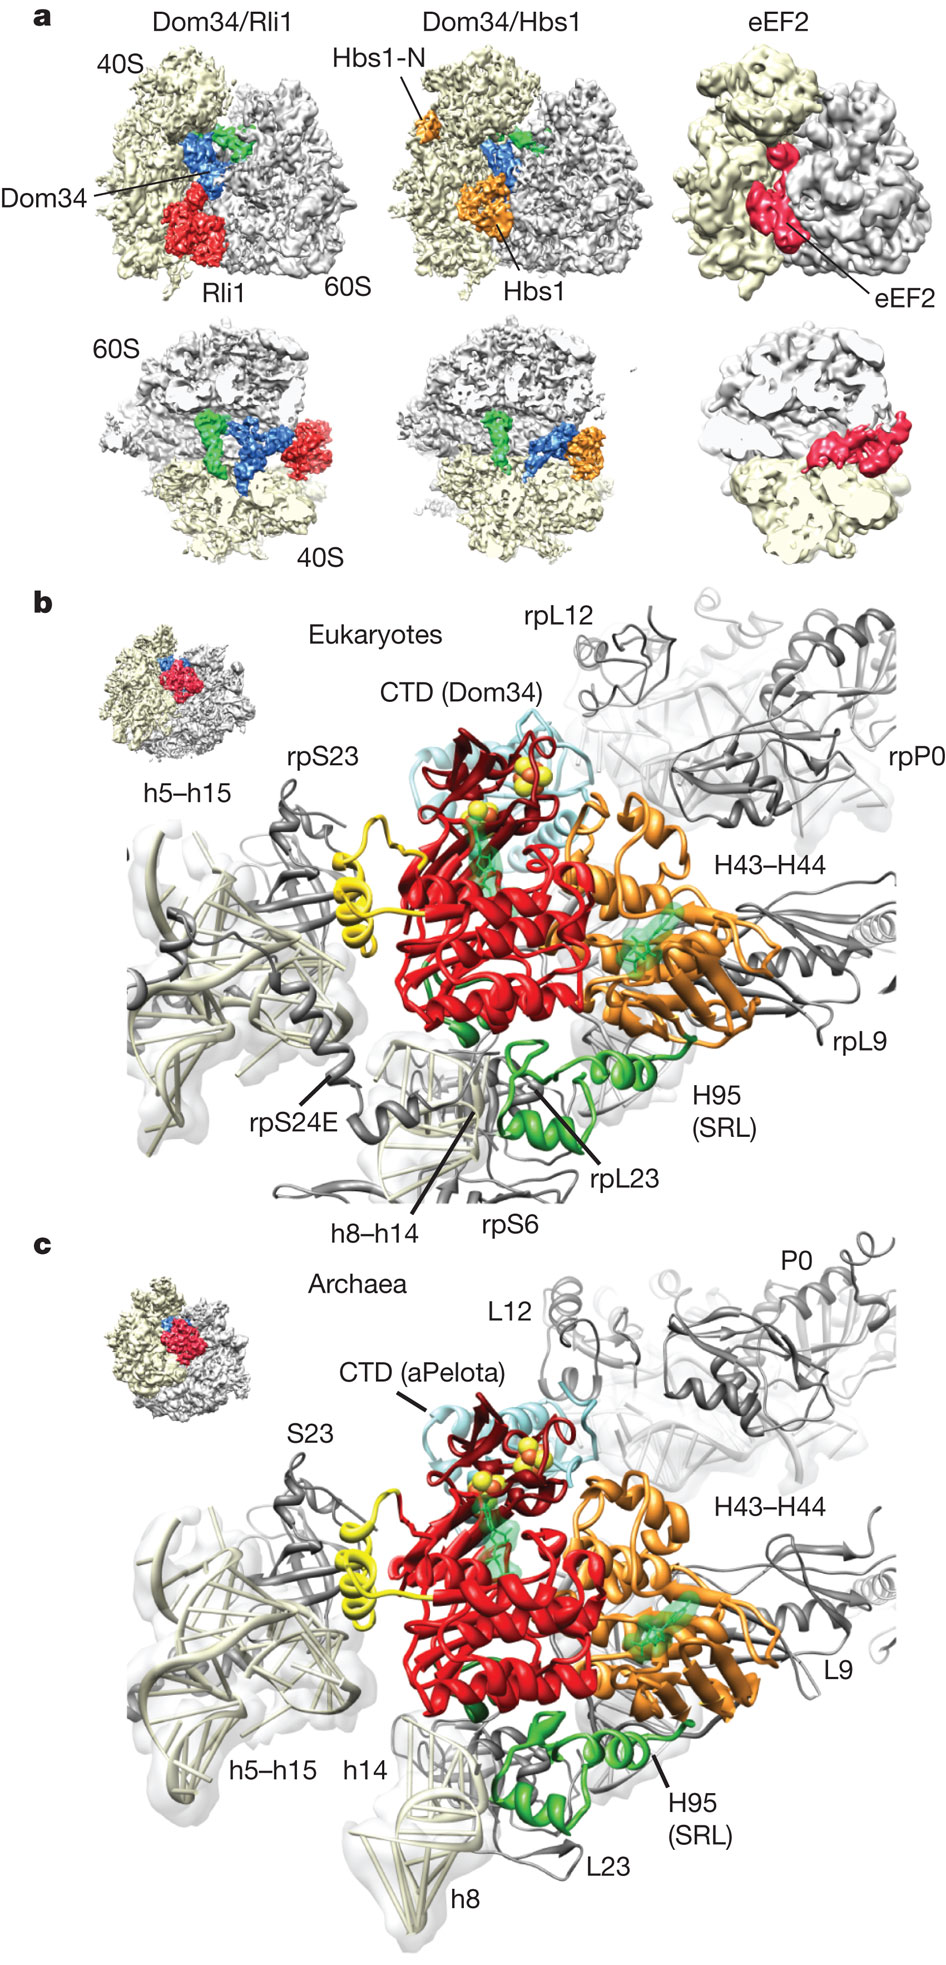 a
Dom34/Rli1
Dom34/Hbs1
eEF2
40S
Hbs1-N
Dom34
Rli1
60S
Hbs1
eEF2
60S
40S
b
Eukaryotes
rpL12
CTD (Dom34)
rpS23
rpP0
h5–h15
H43–H44
rpL9
rpS24E
H95
(SRL)
rpL23
h8–h14
rpS6
c
Archaea
P0
L12
CTD (aPelota)
S23
H43–H44
L9
h5–h15
h14
H95
(SRL)
L23
h8